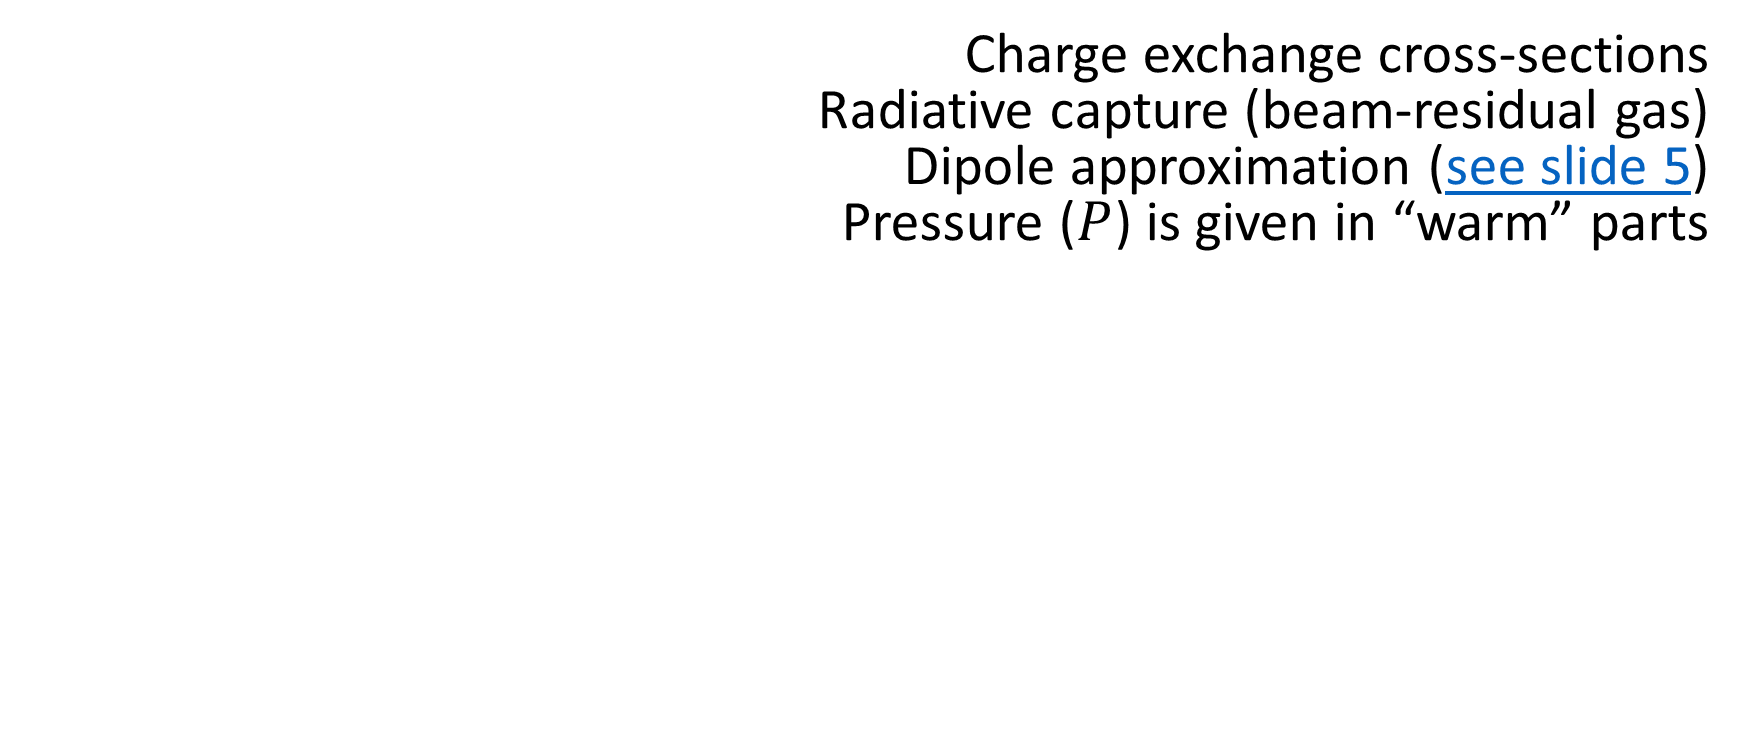 Charge exchange cross-sections
Radiative capture (beam-residual gas)
Dipole approximation (see slide 5)
Pressure (𝑃) is given in “warm” parts